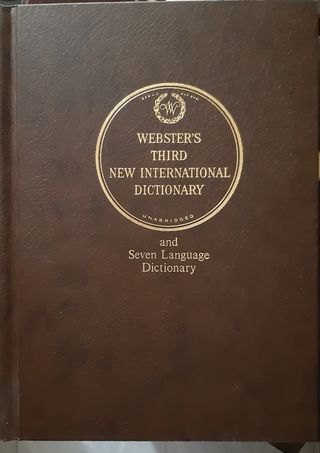 W
WEBSTER'S
THIRD
NEW INTERNATIONAL
DICTIONARY
UNABRIDGED
and
Seven Language
Dictionary